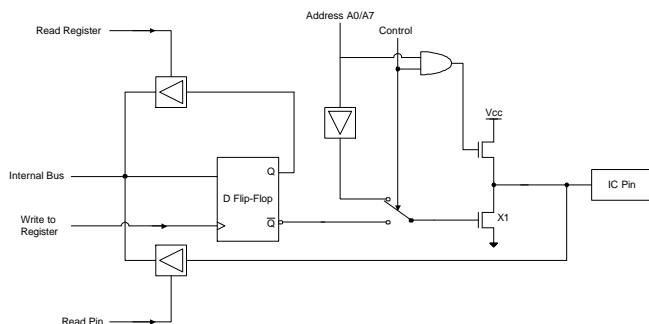 Address A0/A7
Control
Read Register
Vcc
Internal Bus
Q
D Flip-Flop
IC Pin
Write to
Register
Q
X1
Read Pin